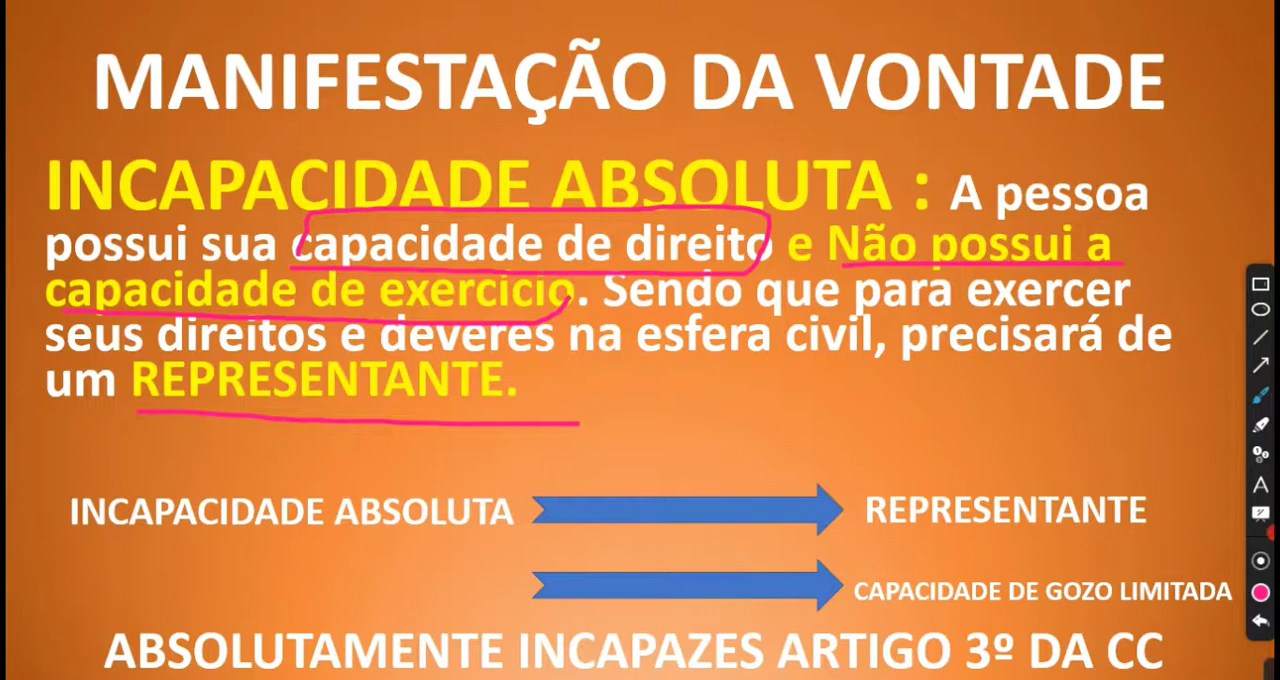 MANIFESTAÇÃO DA VONTADE
INCAPACIDADE ABSOLUTA : A pessoa
possui sua capacidade de direito e Não possui a
capacidade de exercício. Sendo que para exercer
seus direitos e deveres na esfera civil, precisará de
um REPRESENTANTE.
INCAPACIDADE ABSOLUTA REPRESENTANTE
CAPACIDADE DE GOZO LIMITADA
ABSOLUTAMENTE INCAPAZES ARTIGO 3º DA CC